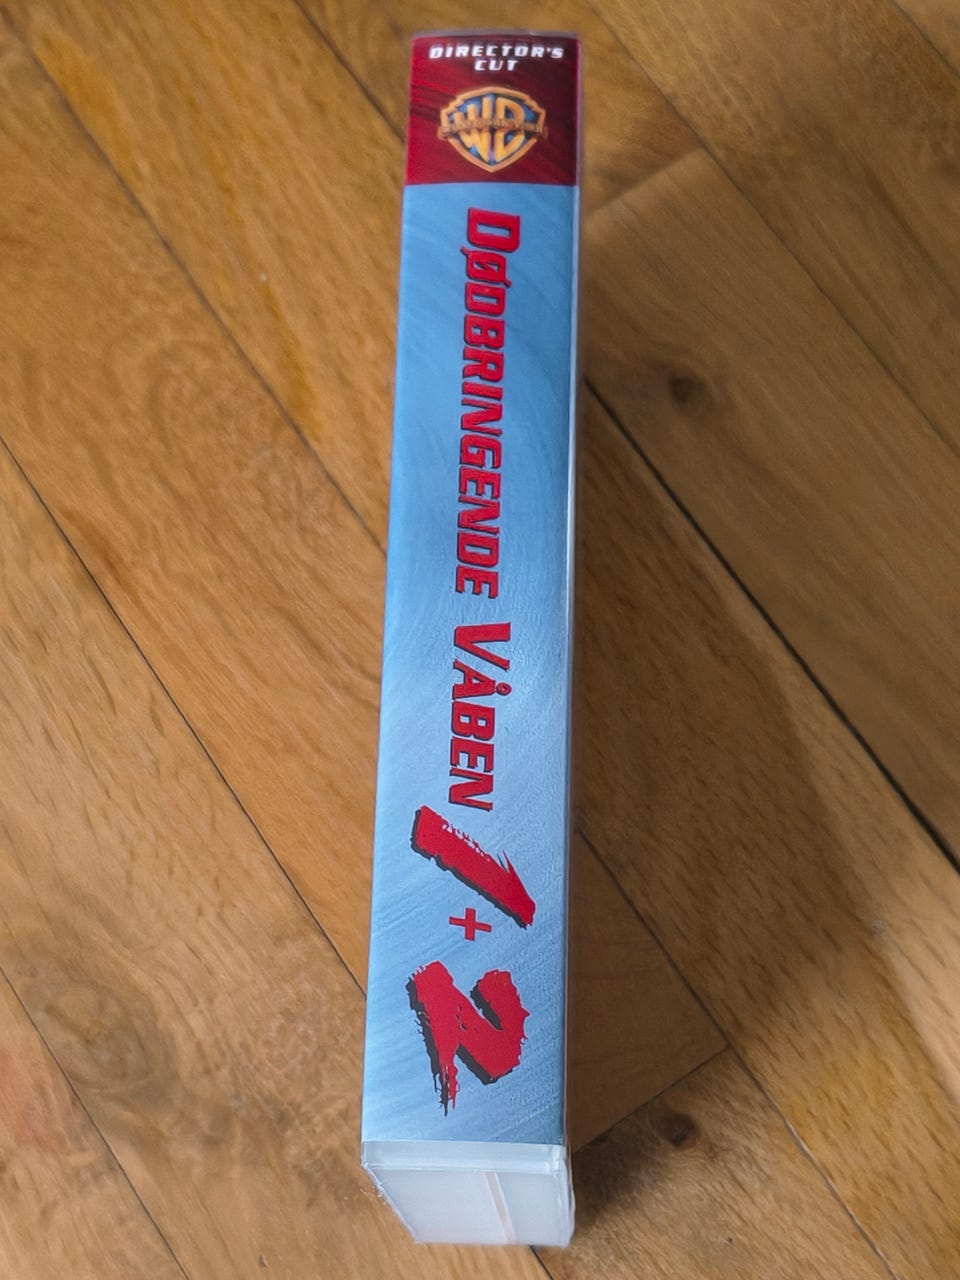 DIRECTOR'S
CUT
WB
DØDBRINGENDE VÅBEN 1 + 2